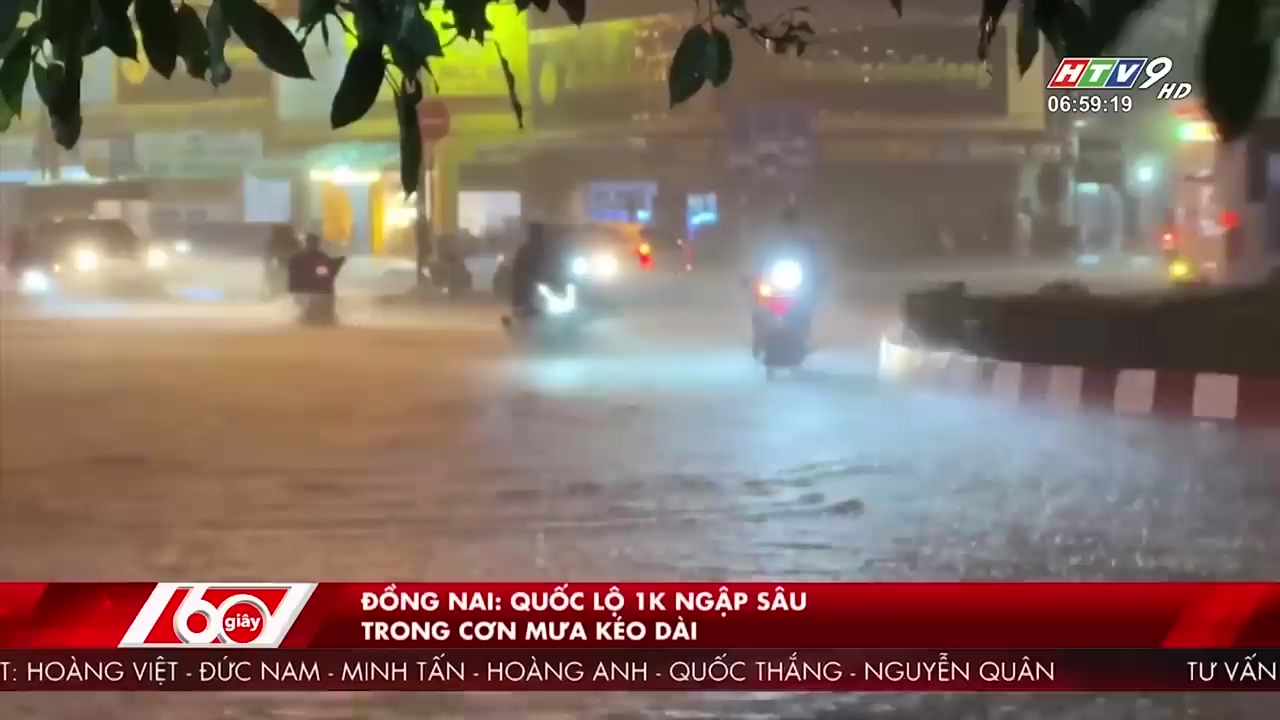 HTV9 HD
06:59:19
60 giây
ĐỒNG NAI: QUỐC LỘ 1K NGẬP SÂU
TRONG CƠN MƯA KÉO DÀI
T: HOÀNG VIỆT - ĐỨC NAM - MINH TẤN - HOÀNG ANH - QUỐC THẮNG - NGUYỄN QUÂN TƯ VẤN